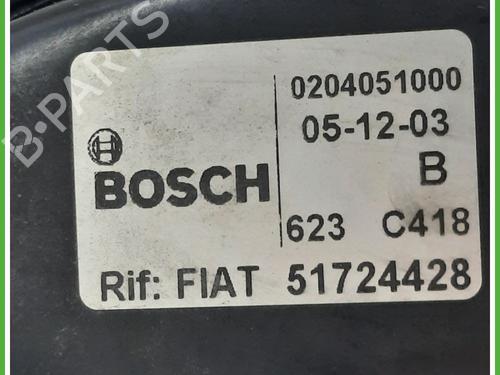 B-PARTS
0204051000
05-12-03
BOSCH
B
623 C418
Rif: FIAT 51724428